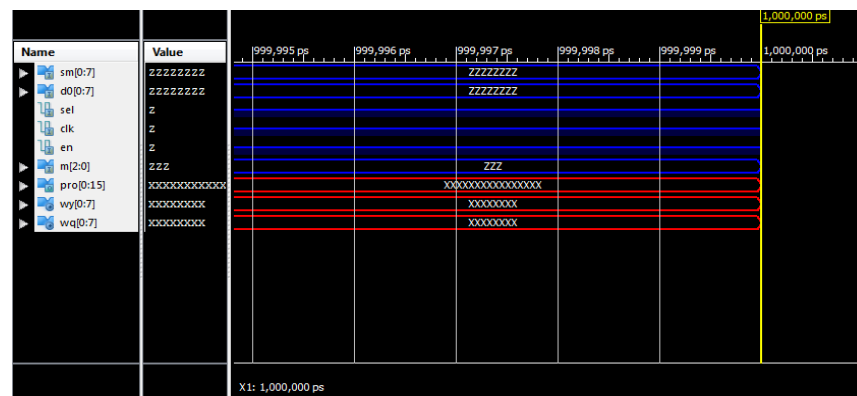 1,000,000 ps
Name Value 999,995 ps 999,996 ps 999,997 ps 999,998 ps 999,999 ps 1,000,000 ps
sm[0:7] ZZZZZZZZ ZZZZZZZZ
d0[0:7] ZZZZZZZZ ZZZZZZZZ
sel Z
clk Z
en Z
m[2:0] ZZZ ZZZ
pro[0:15] XXXXXXXXXXX XXXXXXXXXXXXXXXX
wy[0:7] XXXXXXXX XXXXXXXX
wq[0:7] XXXXXXXX XXXXXXXX
X1: 1,000,000 ps